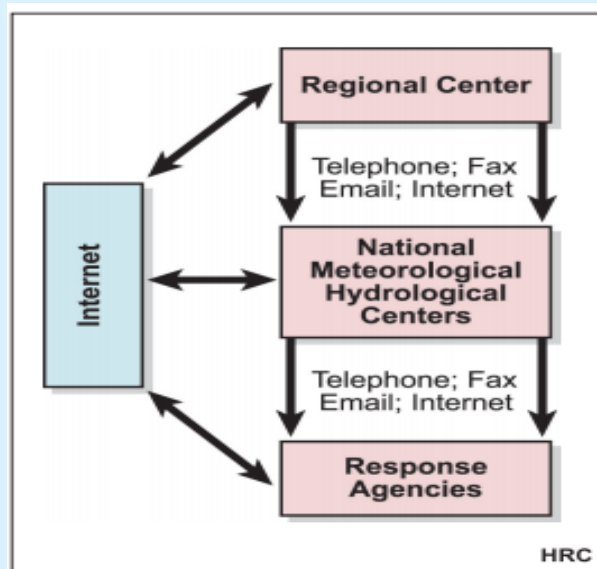 Regional Center
Telephone; Fax
Email; Internet
Internet
National
Meteorological
Hydrological
Centers
Telephone; Fax
Email; Internet
Response
Agencies
HRC